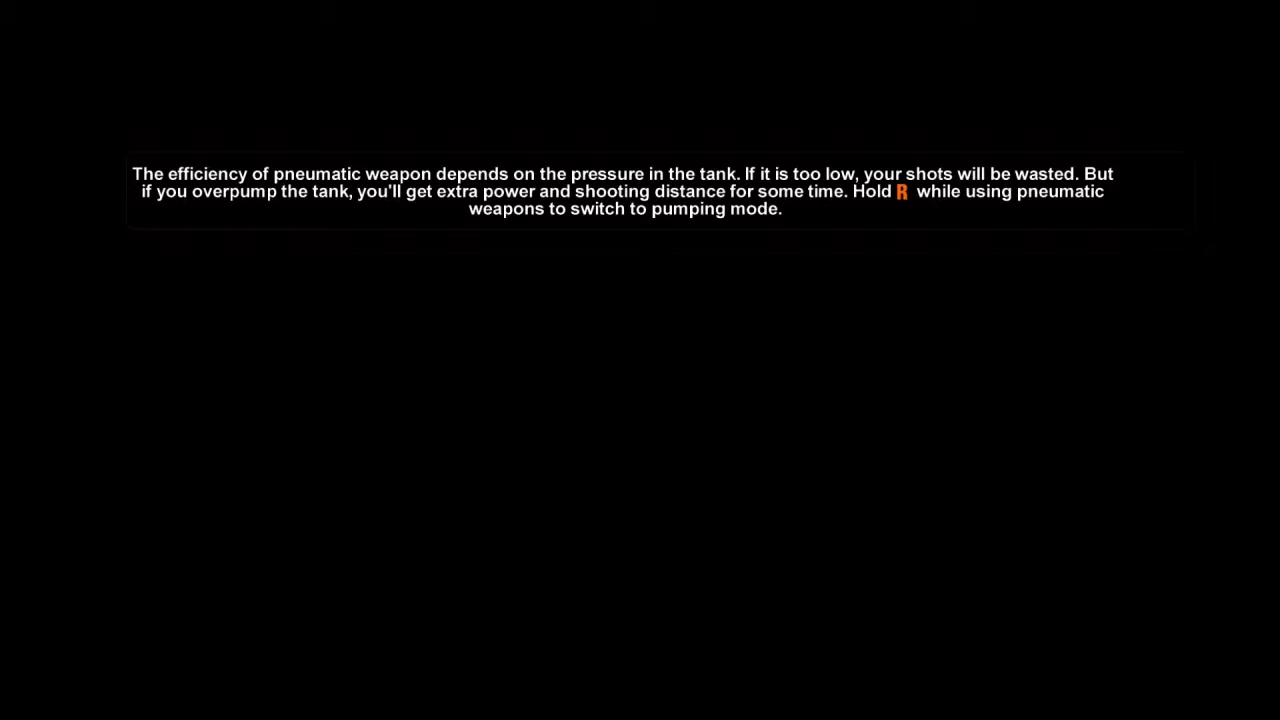 The efficiency of pneumatic weapon depends on the pressure in the tank. If it is too low, your shots will be wasted. But
if you overpump the tank, you'll get extra power and shooting distance for some time. Hold R while using pneumatic
weapons to switch to pumping mode.